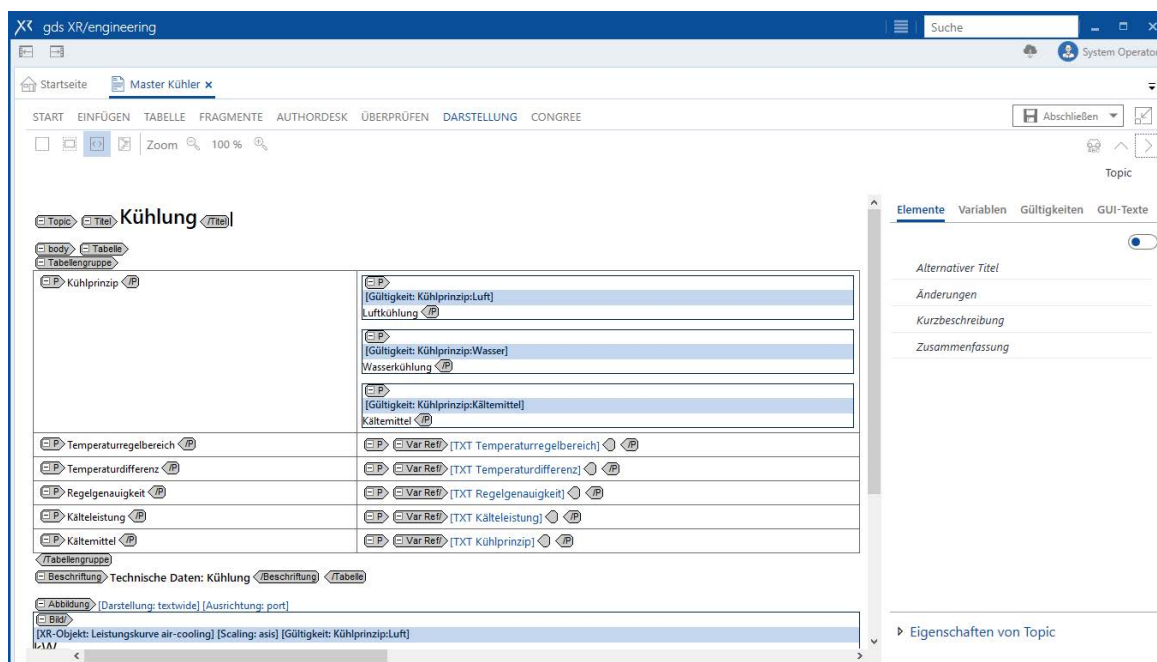 XR gds XR/engineering
Suche
System Operator
Startseite
Master Kühler
START EINFÜGEN TABELLE FRAGMENTE AUTHORDESK ÜBERPRÜFEN DARSTELLUNG CONGREE
Abschließen
Zoom 100 %
Topic
Elemente Variablen Gültigkeiten GUI-Texte
Alternativer Titel
Änderungen
Kurzbeschreibung
Zusammenfassung
Eigenschaften von Topic
Topic Titel Kühlung /Titel
body Tabelle
Tabellengruppe
P Kühlprinzip /P
P
[Gültigkeit: Kühlprinzip:Luft]
Luftkühlung /P
P
[Gültigkeit: Kühlprinzip:Wasser]
Wasserkühlung /P
P
[Gültigkeit: Kühlprinzip:Kältemittel]
Kältemittel /P
P Temperaturregelbereich /P P Var Ref/ [TXT Temperaturregelbereich] /P
P Temperaturdifferenz /P P Var Ref/ [TXT Temperaturdifferenz] /P
P Regelgenauigkeit /P P Var Ref/ [TXT Regelgenauigkeit] /P
P Kälteleistung /P P Var Ref/ [TXT Kälteleistung] /P
P Kältemittel /P P Var Ref/ [TXT Kühlprinzip] /P
/Tabellengruppe
Beschriftung Technische Daten: Kühlung /Beschriftung /Tabelle
Abbildung [Darstellung: textwide] [Ausrichtung: port]
Bild/
[XR-Objekt: Leistungskurve air-cooling] [Scaling: asis] [Gültigkeit: Kühlprinzip:Luft]
kW